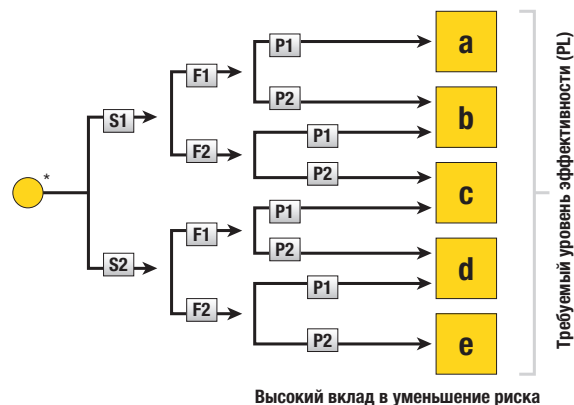 P1
a
F1
P2
b
S1
P1
F2
P2
c
*
P1
F1
P2
d
S2
P1
F2
P2
e
Требуемый уровень эффективности (PL)
Высокий вклад в уменьшение риска